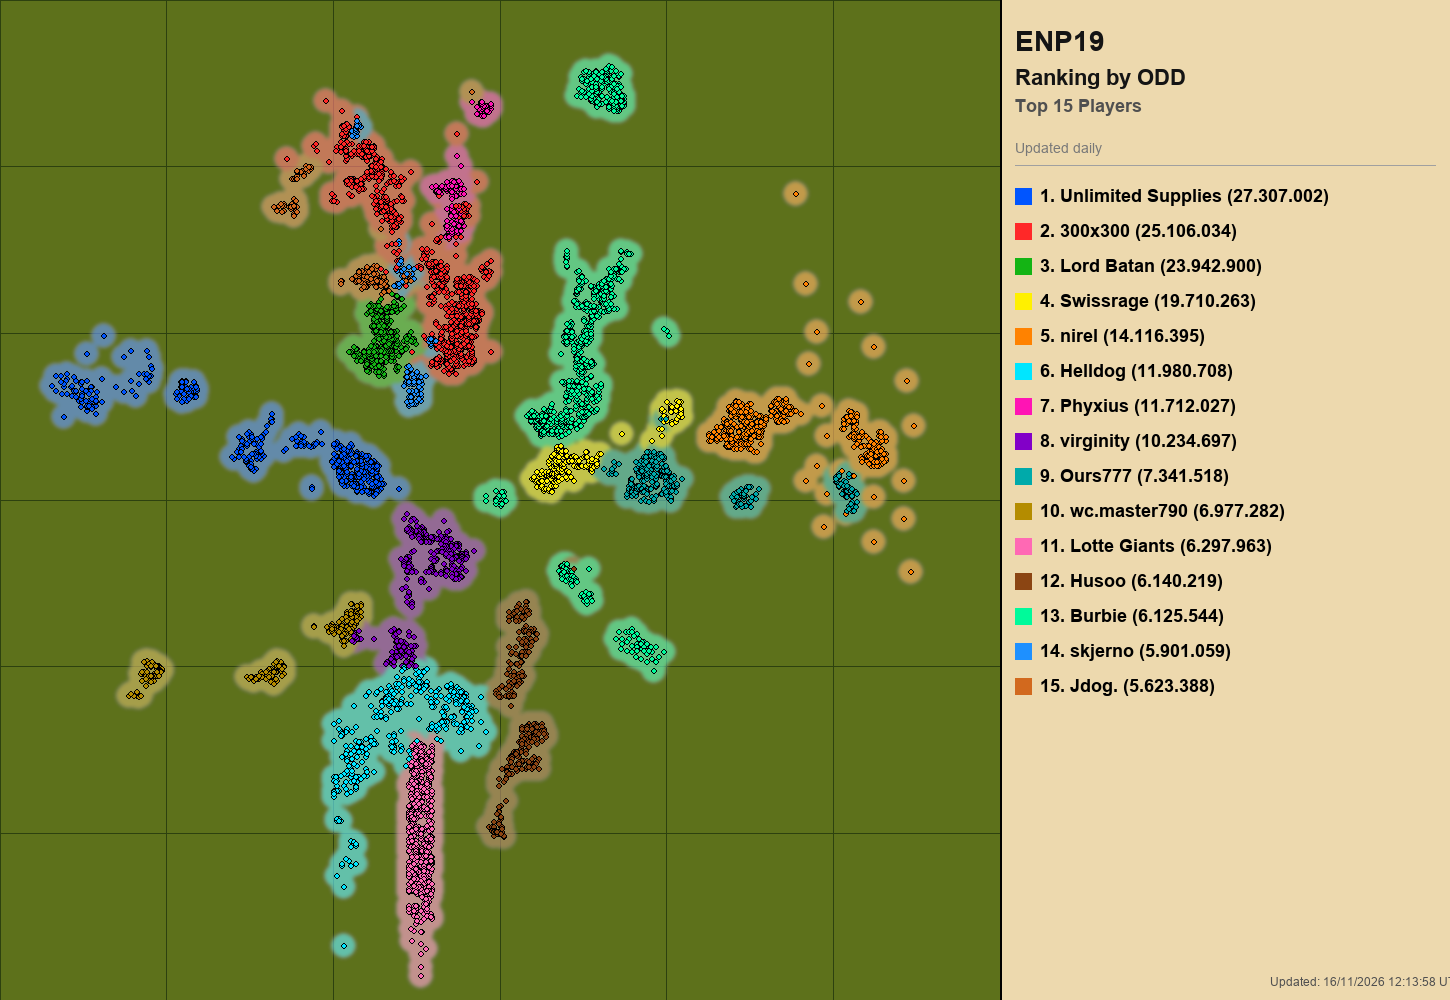 ENP19
Ranking by ODD
Top 15 Players
Updated daily
1. Unlimited Supplies (27.307.002)
2. 300x300 (25.106.034)
3. Lord Batan (23.942.900)
4. Swissrage (19.710.263)
5. nirel (14.116.395)
6. Helldog (11.980.708)
7. Phyxius (11.712.027)
8. virginity (10.234.697)
9. Ours777 (7.341.518)
10. wc.master790 (6.977.282)
11. Lotte Giants (6.297.963)
12. Husoo (6.140.219)
13. Burbie (6.125.544)
14. skjerno (5.901.059)
15. Jdog. (5.623.388)
Updated: 16/11/2026 12:13:58